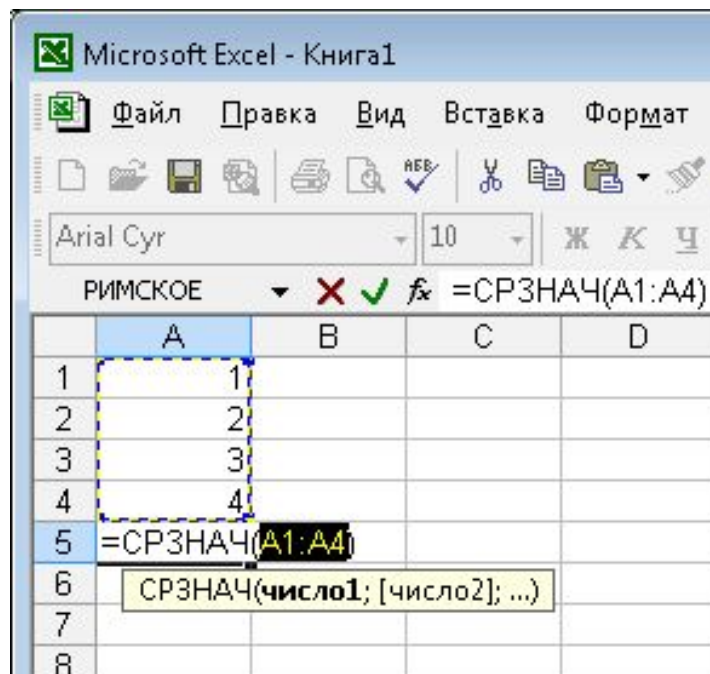 Microsoft Excel - Книга1
Файл Правка Вид Вставка Формат
АБВ
Arial Cyr 10 Ж К Ч
РИМСКОЕ fx =СРЗНАЧ(A1:A4)
A B C D
1 1
2 2
3 3
4 4
5 =СРЗНАЧ(A1:A4)
6 СРЗНАЧ(число1; [число2]; ...)
7
8